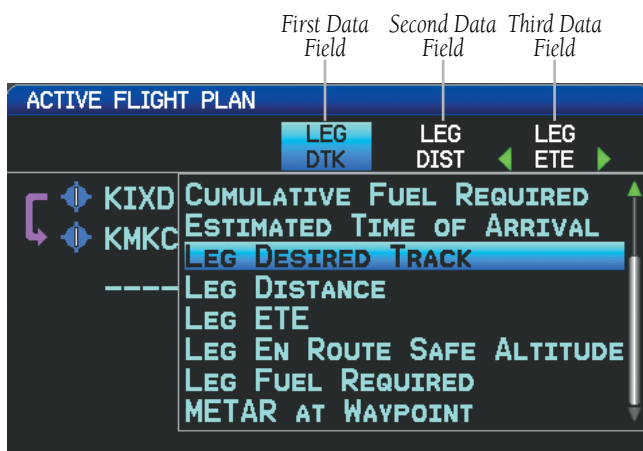 First Data Field
Second Data Field
Third Data Field
ACTIVE FLIGHT PLAN
LEG DTK
LEG DIST
LEG ETE
KIXD
KMKC
----
CUMULATIVE FUEL REQUIRED
ESTIMATED TIME OF ARRIVAL
LEG DESIRED TRACK
LEG DISTANCE
LEG ETE
LEG EN ROUTE SAFE ALTITUDE
LEG FUEL REQUIRED
METAR AT WAYPOINT